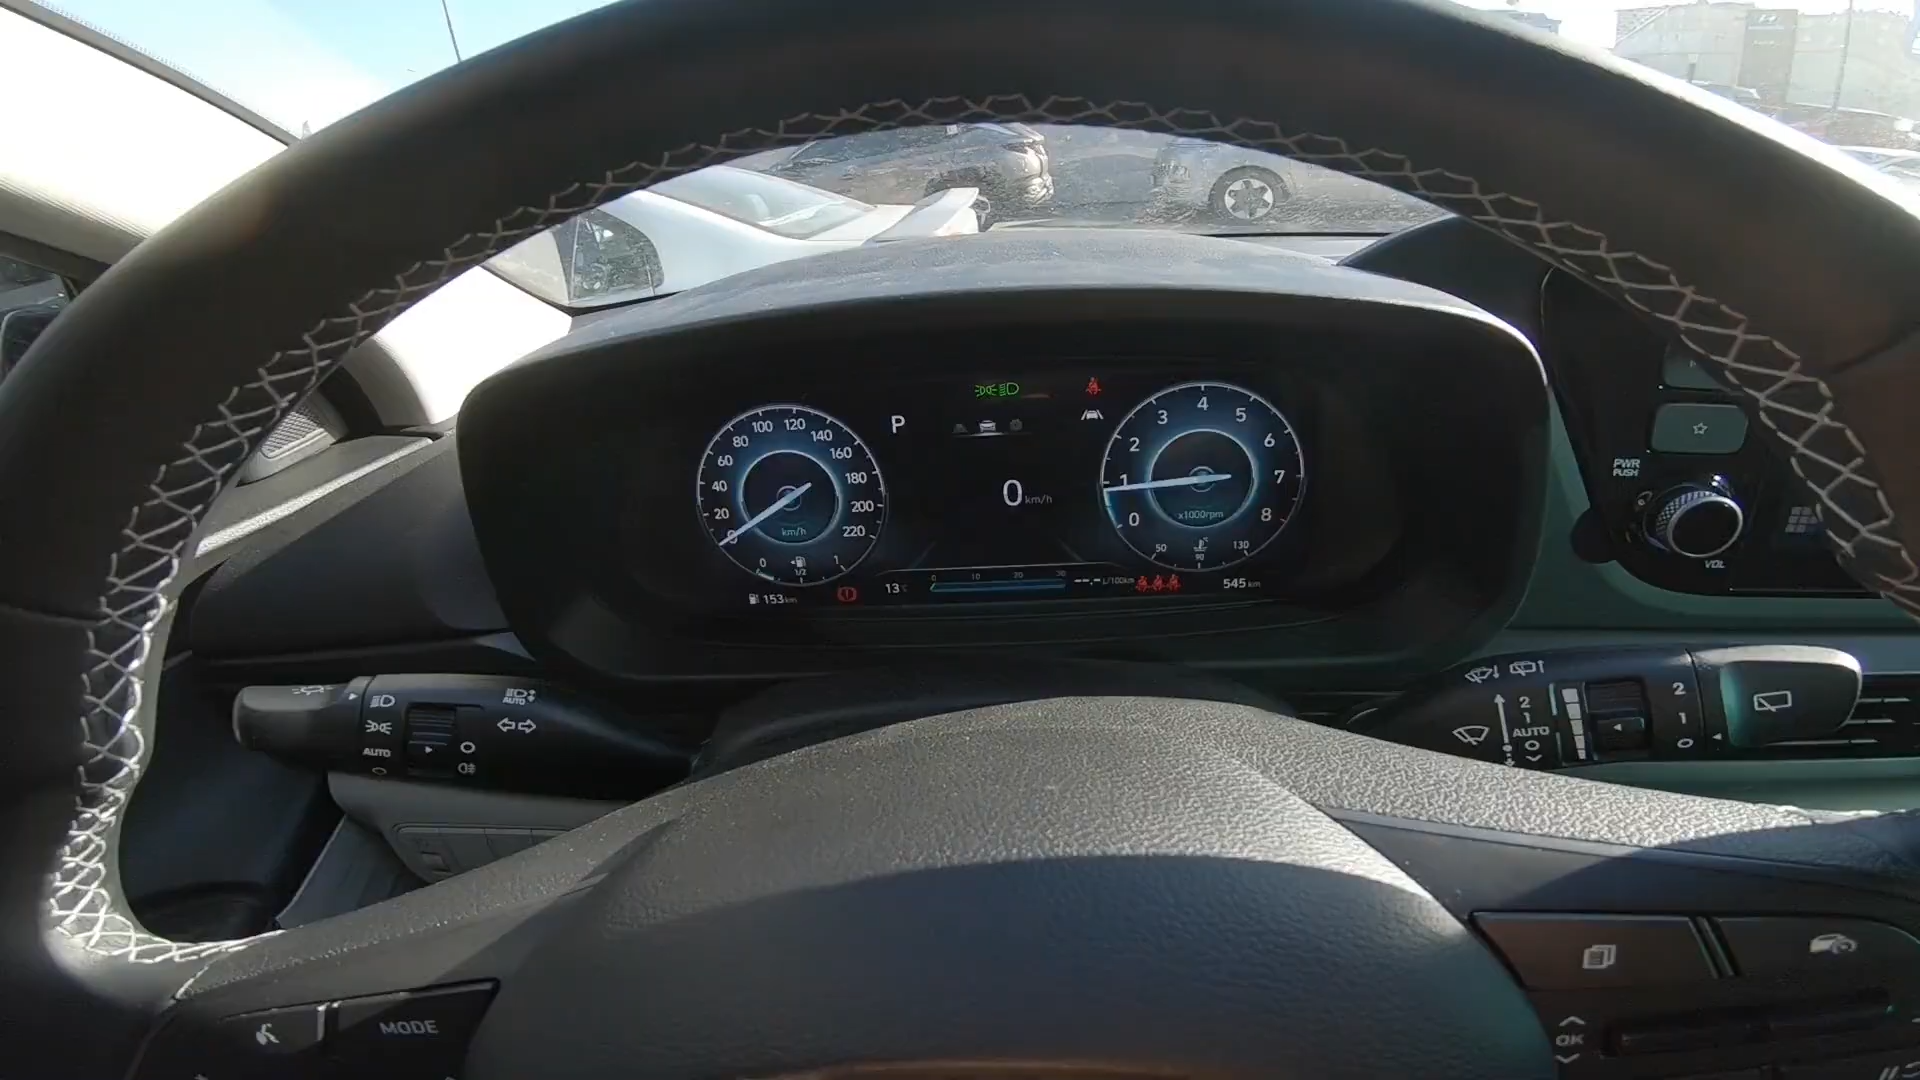 100 120
80 140
60 160
40 180
20 200
0 220
km/h
0 1/2 1
153 km
P
0 km/h
13°C
0 10 20 30
--.- L/100km
4
3 5
2 6
1 7
0 8
x1000rpm
50 90 130
545 km
PWR
PUSH
VOL
AUTO
AUTO
2
1
AUTO
O
2
1
O
MODE
OK